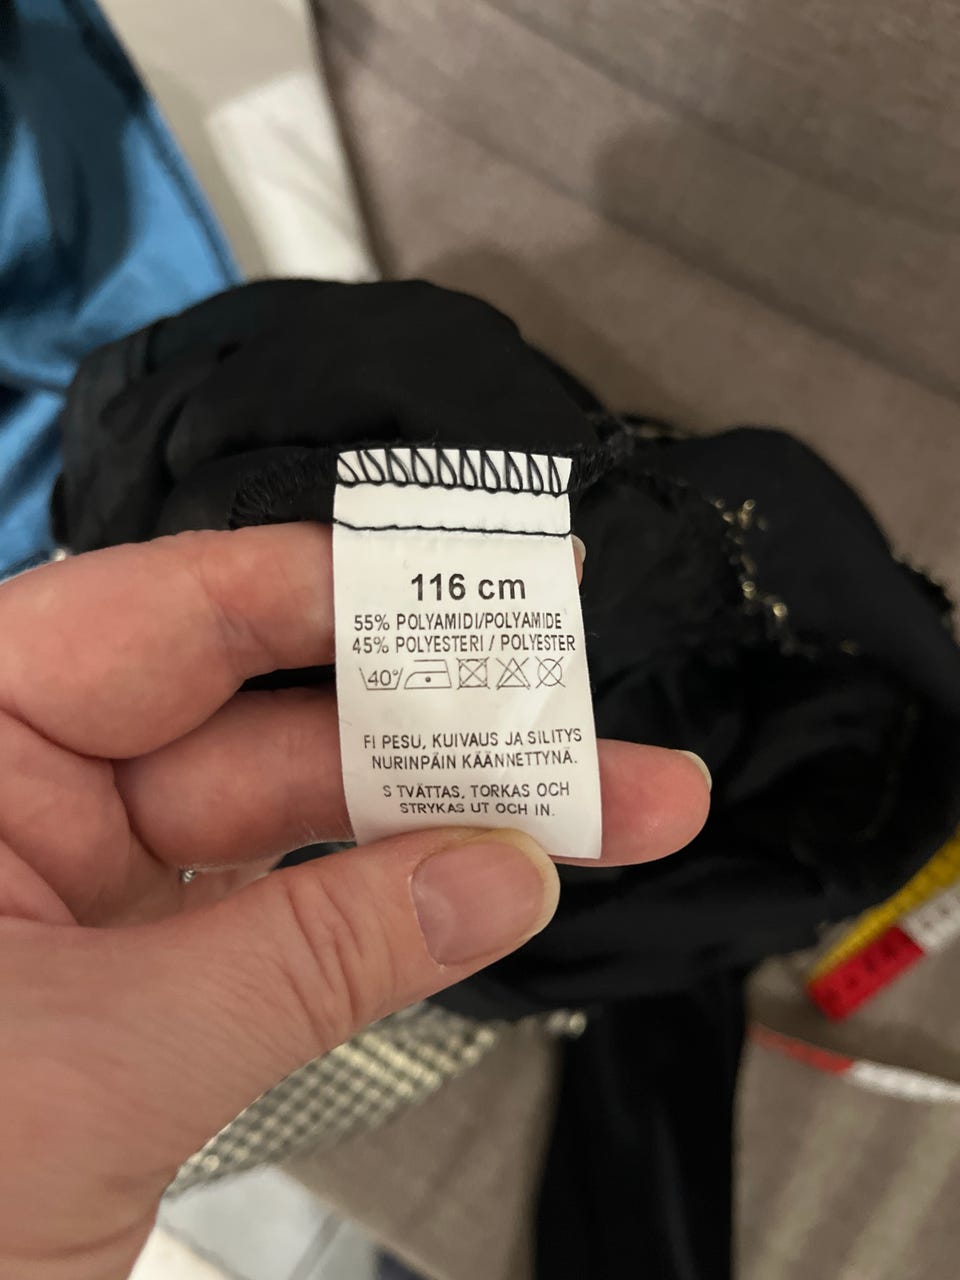 116 cm
55% POLYAMIDI/POLYAMIDE
45% POLYESTERI / POLYESTER
40°
FI PESU, KUIVAUS JA SILITYS
NURINPÄIN KÄÄNNETTYNÄ.
S TVÄTTAS, TORKAS OCH
STRYKAS UT OCH IN.